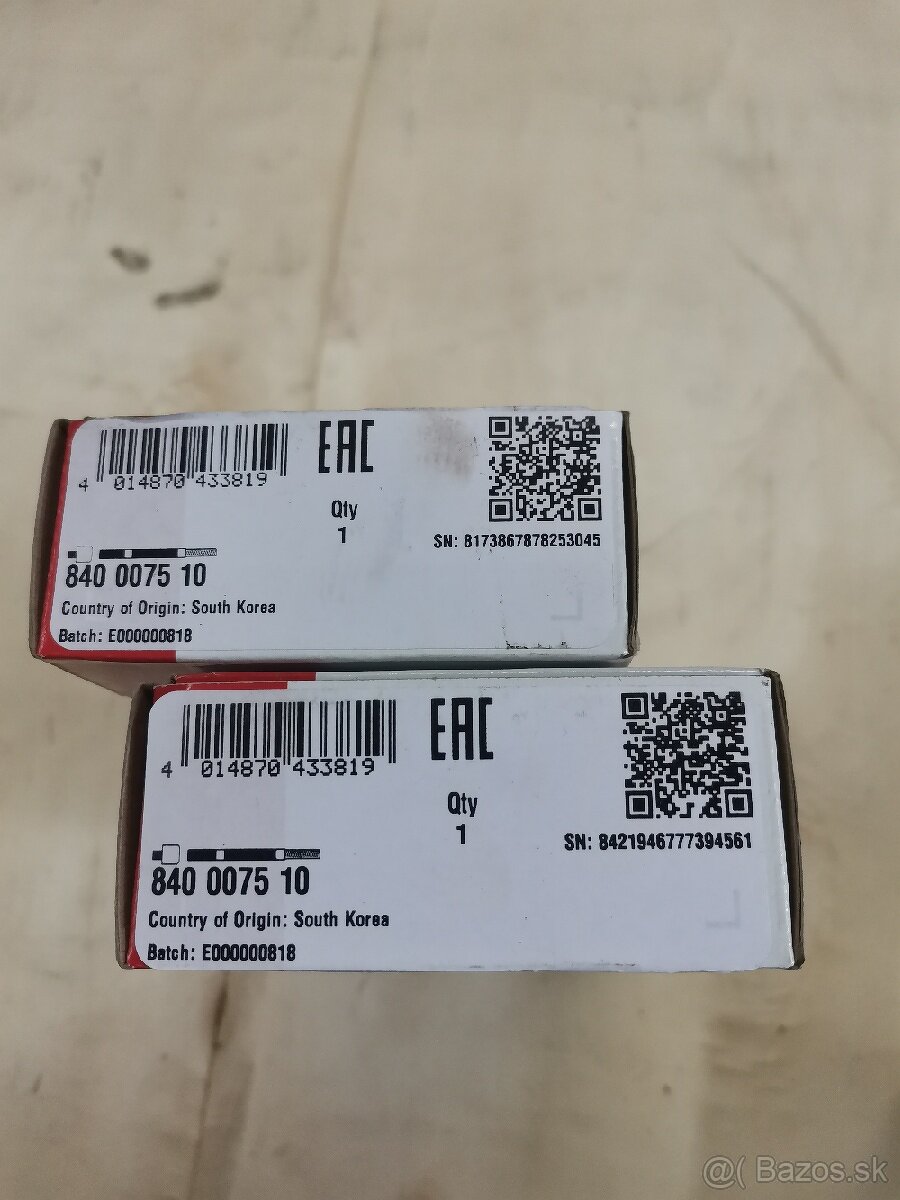 4 014870 433819
EAC
Qty
1
SN: 8173867878253045
840 0075 10
Country of Origin: South Korea
Batch: E000000818
4 014870 433819
EAC
Qty
1
SN: 8421946777394561
840 0075 10
Country of Origin: South Korea
Batch: E000000818
@( Bazos.sk